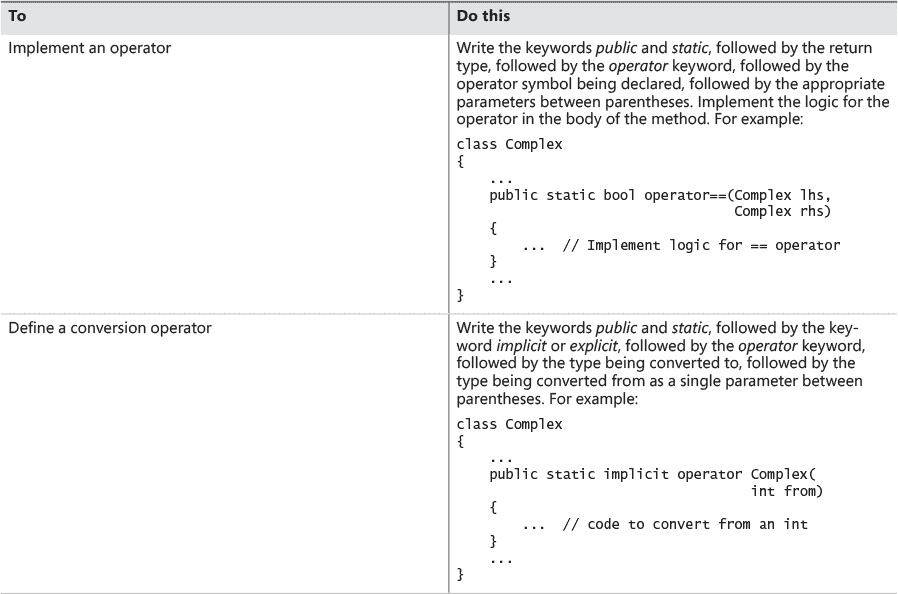 To
Do this
Implement an operator
Write the keywords public and static, followed by the return
type, followed by the operator keyword, followed by the
operator symbol being declared, followed by the appropriate
parameters between parentheses. Implement the logic for the
operator in the body of the method. For example:
class Complex
{
    ...
    public static bool operator==(Complex lhs,
                                  Complex rhs)
    {
        ...  // Implement logic for == operator
    }
    ...
}
Define a conversion operator
Write the keywords public and static, followed by the key-
word implicit or explicit, followed by the operator keyword,
followed by the type being converted to, followed by the
type being converted from as a single parameter between
parentheses. For example:
class Complex
{
    ...
    public static implicit operator Complex(
                                    int from)
    {
        ...  // code to convert from an int
    }
    ...
}